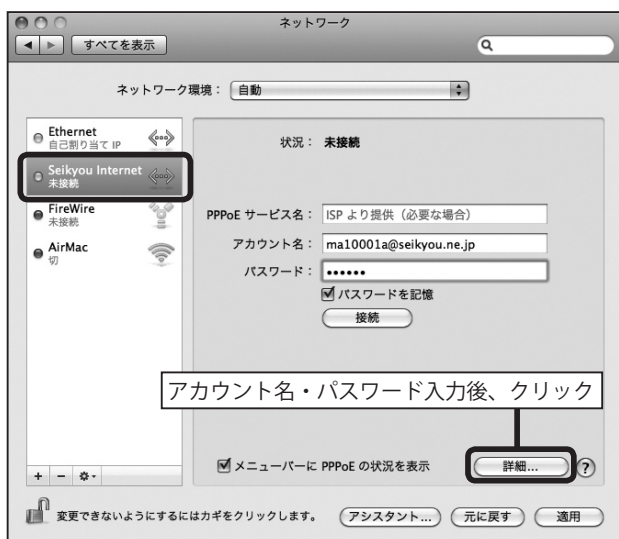 ネットワーク
すべてを表示
ネットワーク環境： 自動
Ethernet
自己割り当て IP
Seikyou Internet
未接続
FireWire
未接続
AirMac
切
状況： 未接続
PPPoE サービス名： ISP より提供（必要な場合）
アカウント名： ma10001a@seikyou.ne.jp
パスワード： ••••••
パスワードを記憶
接続
アカウント名・パスワード入力後、クリック
メニューバーに PPPoE の状況を表示
詳細... ?
+ −
変更できないようにするにはカギをクリックします。
アシスタント... 元に戻す 適用